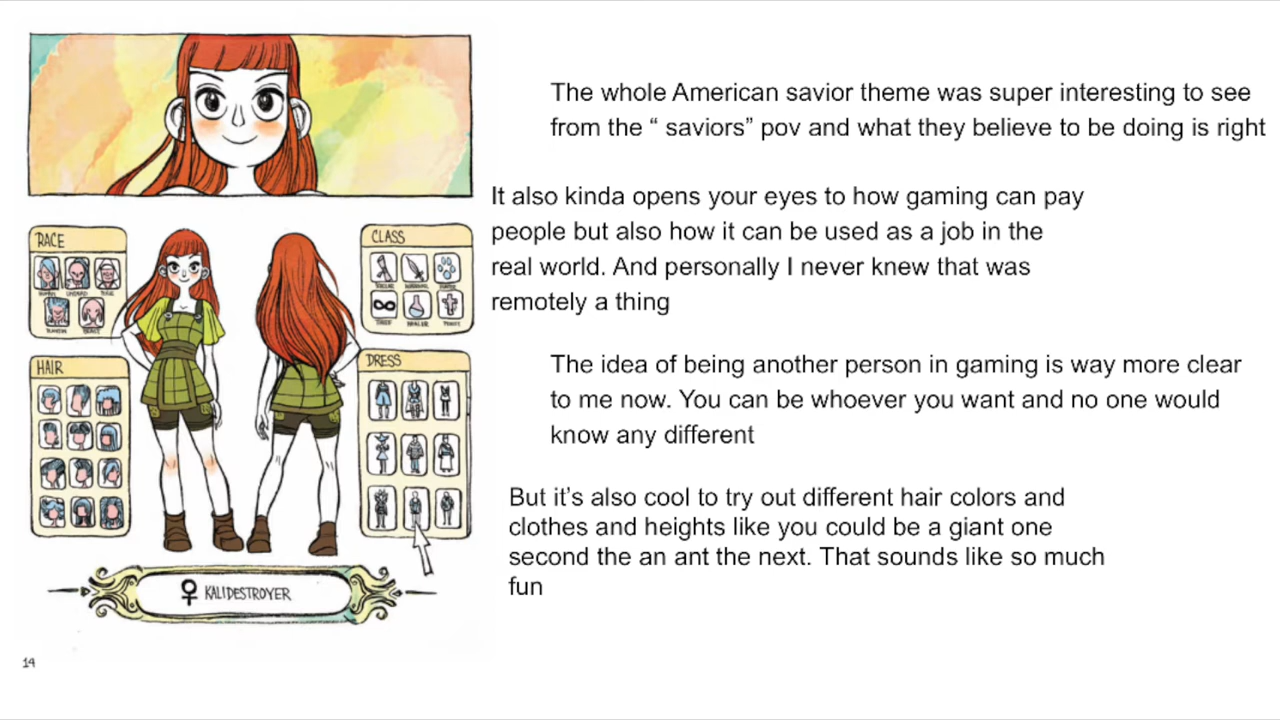 The whole American savior theme was super interesting to see
from the “ saviors” pov and what they believe to be doing is right
It also kinda opens your eyes to how gaming can pay
people but also how it can be used as a job in the
real world. And personally I never knew that was
remotely a thing
The idea of being another person in gaming is way more clear
to me now. You can be whoever you want and no one would
know any different
But it’s also cool to try out different hair colors and
clothes and heights like you could be a giant one
second the an ant the next. That sounds like so much
fun
RACE
CLASS
HAIR
DRESS
KALIDESTROYER
14